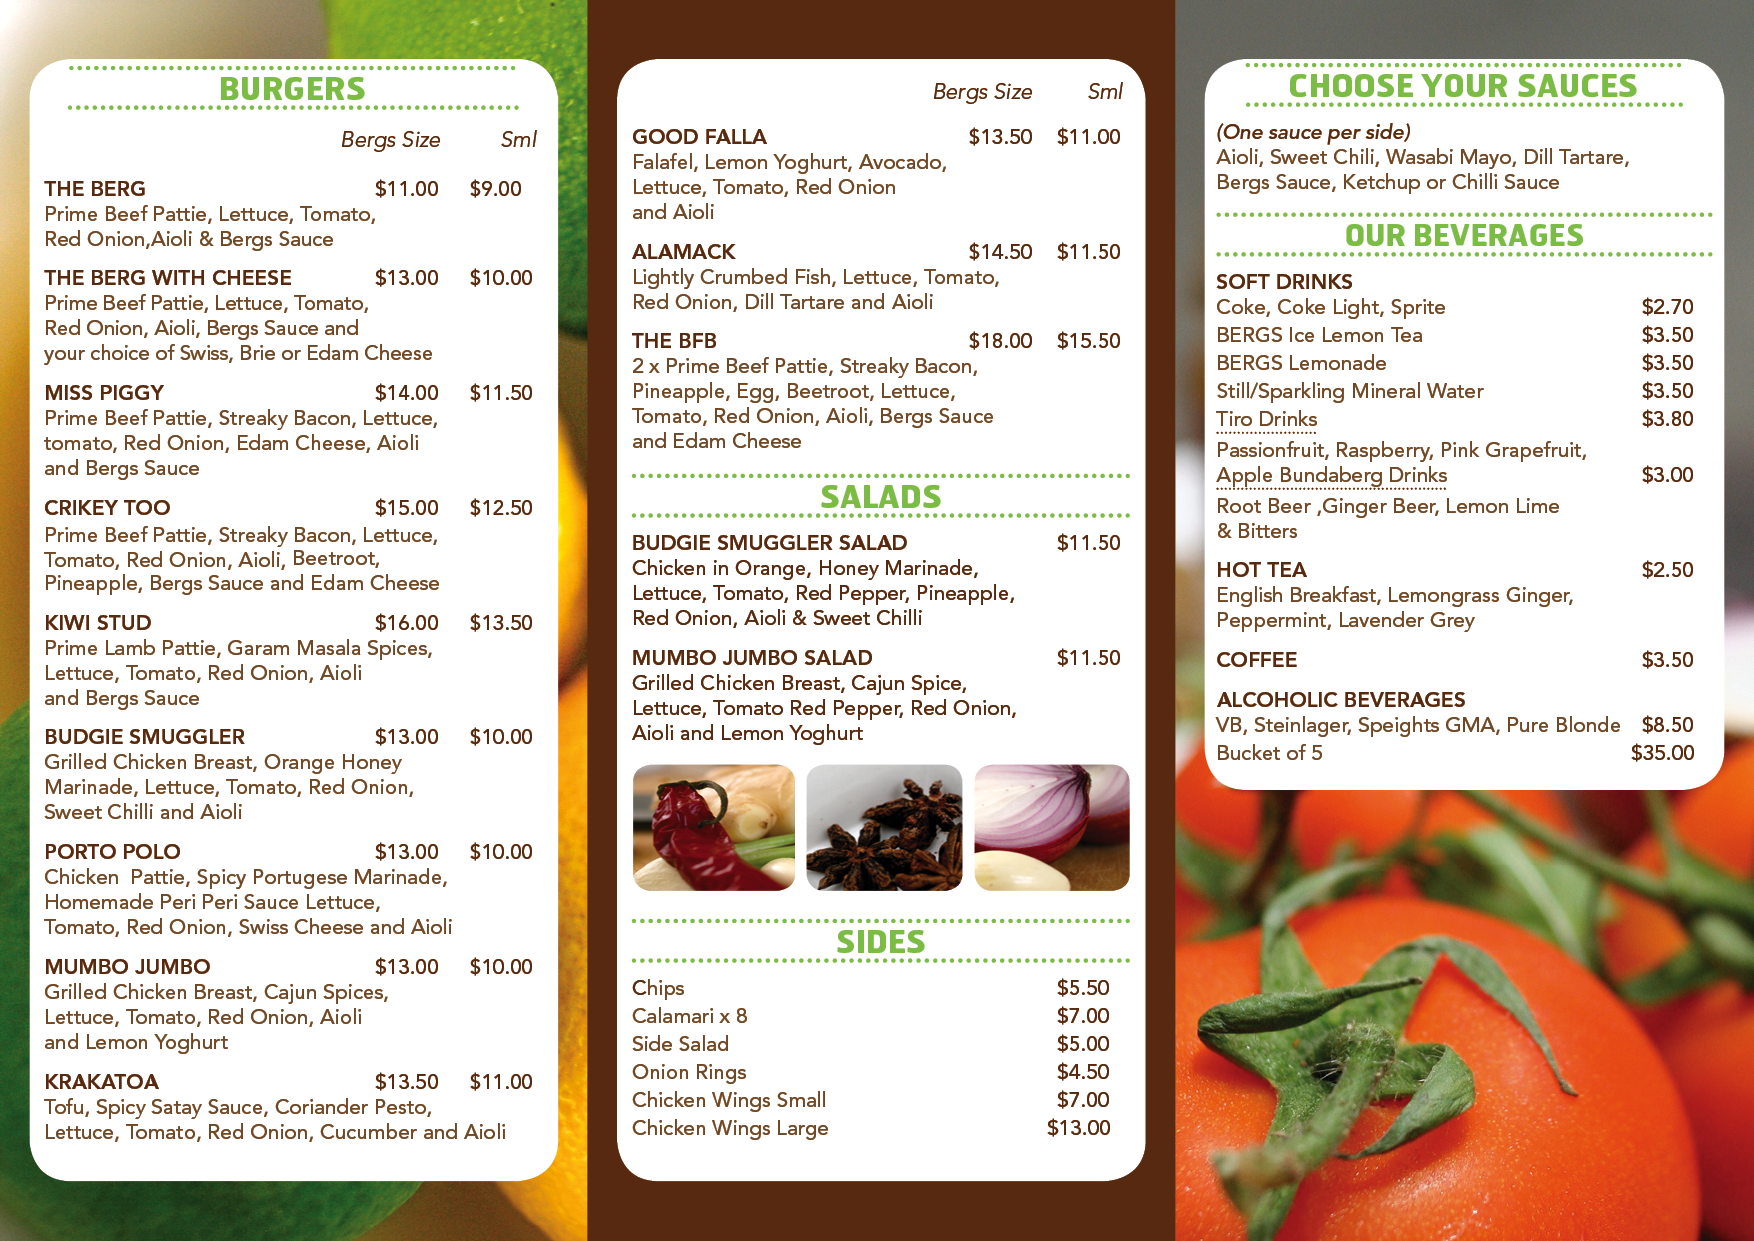 BURGERS
Bergs Size Sml
THE BERG $11.00 $9.00
Prime Beef Pattie, Lettuce, Tomato,
Red Onion,Aioli & Bergs Sauce
THE BERG WITH CHEESE $13.00 $10.00
Prime Beef Pattie, Lettuce, Tomato,
Red Onion, Aioli, Bergs Sauce and
your choice of Swiss, Brie or Edam Cheese
MISS PIGGY $14.00 $11.50
Prime Beef Pattie, Streaky Bacon, Lettuce,
tomato, Red Onion, Edam Cheese, Aioli
and Bergs Sauce
CRIKEY TOO $15.00 $12.50
Prime Beef Pattie, Streaky Bacon, Lettuce,
Tomato, Red Onion, Aioli, Beetroot,
Pineapple, Bergs Sauce and Edam Cheese
KIWI STUD $16.00 $13.50
Prime Lamb Pattie, Garam Masala Spices,
Lettuce, Tomato, Red Onion, Aioli
and Bergs Sauce
BUDGIE SMUGGLER $13.00 $10.00
Grilled Chicken Breast, Orange Honey
Marinade, Lettuce, Tomato, Red Onion,
Sweet Chilli and Aioli
PORTO POLO $13.00 $10.00
Chicken Pattie, Spicy Portugese Marinade,
Homemade Peri Peri Sauce Lettuce,
Tomato, Red Onion, Swiss Cheese and Aioli
MUMBO JUMBO $13.00 $10.00
Grilled Chicken Breast, Cajun Spices,
Lettuce, Tomato, Red Onion, Aioli
and Lemon Yoghurt
KRAKATOA $13.50 $11.00
Tofu, Spicy Satay Sauce, Coriander Pesto,
Lettuce, Tomato, Red Onion, Cucumber and Aioli
Bergs Size Sml
GOOD FALLA $13.50 $11.00
Falafel, Lemon Yoghurt, Avocado,
Lettuce, Tomato, Red Onion
and Aioli
ALAMACK $14.50 $11.50
Lightly Crumbed Fish, Lettuce, Tomato,
Red Onion, Dill Tartare and Aioli
THE BFB $18.00 $15.50
2 x Prime Beef Pattie, Streaky Bacon,
Pineapple, Egg, Beetroot, Lettuce,
Tomato, Red Onion, Aioli, Bergs Sauce
and Edam Cheese
SALADS
BUDGIE SMUGGLER SALAD $11.50
Chicken in Orange, Honey Marinade,
Lettuce, Tomato, Red Pepper, Pineapple,
Red Onion, Aioli & Sweet Chilli
MUMBO JUMBO SALAD $11.50
Grilled Chicken Breast, Cajun Spice,
Lettuce, Tomato Red Pepper, Red Onion,
Aioli and Lemon Yoghurt
SIDES
Chips $5.50
Calamari x 8 $7.00
Side Salad $5.00
Onion Rings $4.50
Chicken Wings Small $7.00
Chicken Wings Large $13.00
CHOOSE YOUR SAUCES
(One sauce per side)
Aioli, Sweet Chili, Wasabi Mayo, Dill Tartare,
Bergs Sauce, Ketchup or Chilli Sauce
OUR BEVERAGES
SOFT DRINKS
Coke, Coke Light, Sprite $2.70
BERGS Ice Lemon Tea $3.50
BERGS Lemonade $3.50
Still/Sparkling Mineral Water $3.50
Tiro Drinks $3.80
Passionfruit, Raspberry, Pink Grapefruit,
Apple Bundaberg Drinks $3.00
Root Beer ,Ginger Beer, Lemon Lime
& Bitters
HOT TEA $2.50
English Breakfast, Lemongrass Ginger,
Peppermint, Lavender Grey
COFFEE $3.50
ALCOHOLIC BEVERAGES
VB, Steinlager, Speights GMA, Pure Blonde $8.50
Bucket of 5 $35.00